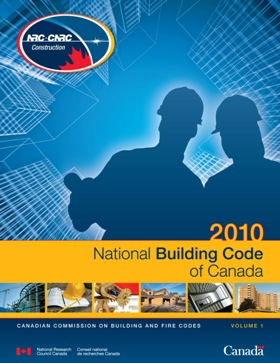 NRC·CNRC
Construction
2010
National Building Code
of Canada
CANADIAN COMMISSION ON BUILDING AND FIRE CODES
VOLUME 1
National Research
Council Canada
Conseil national
de recherches Canada
Canada